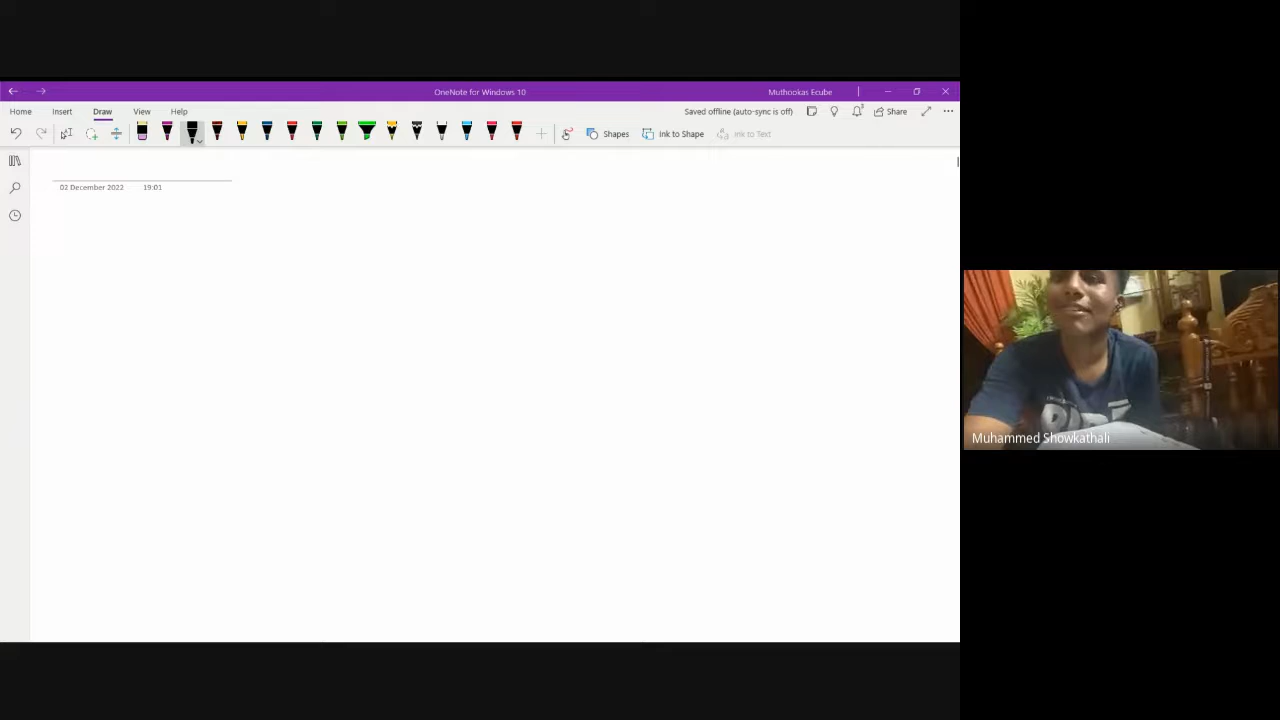 OneNote for Windows 10
Muthookas Ecube
Home Insert Draw View Help
Saved offline (auto-sync is off)
Share
Shapes
Ink to Shape
Ink to Text
02 December 2022 19:01
Muhammed Showkathali